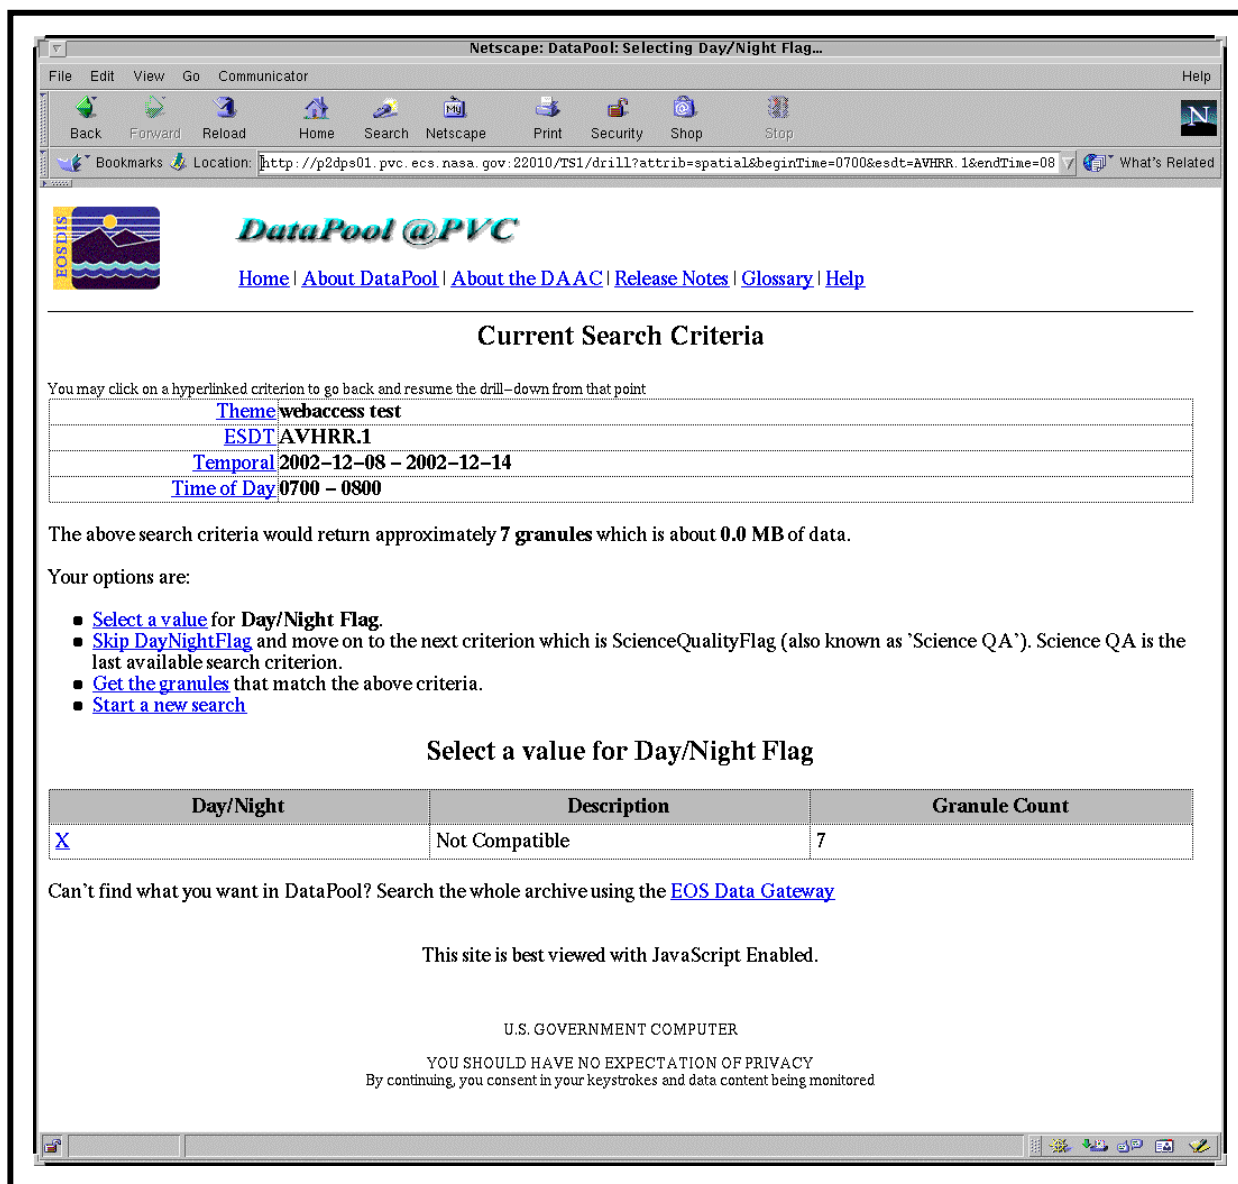 Netscape: DataPool: Selecting Day/Night Flag...
File Edit View Go Communicator Help
Back Forward Reload Home Search Netscape Print Security Shop Stop
My
N
Bookmarks Location: http://p2dps01.pvc.ecs.nasa.gov:22010/TS1/drill?attrib=spatial&beginTime=0700&esdt=AVHRR.1&endTime=08 What's Related
EOSDIS
DataPool @PVC
Home | About DataPool | About the DAAC | Release Notes | Glossary | Help
Current Search Criteria
You may click on a hyperlinked criterion to go back and resume the drill–down from that point
Theme webaccess test
ESDT AVHRR.1
Temporal 2002–12–08 – 2002–12–14
Time of Day 0700 – 0800
The above search criteria would return approximately 7 granules which is about 0.0 MB of data.
Your options are:
Select a value for Day/Night Flag.
Skip DayNightFlag and move on to the next criterion which is ScienceQualityFlag (also known as 'Science QA'). Science QA is the
last available search criterion.
Get the granules that match the above criteria.
Start a new search
Select a value for Day/Night Flag
Day/Night Description Granule Count
X Not Compatible 7
Can't find what you want in DataPool? Search the whole archive using the EOS Data Gateway
This site is best viewed with JavaScript Enabled.
U.S. GOVERNMENT COMPUTER
YOU SHOULD HAVE NO EXPECTATION OF PRIVACY
By continuing, you consent in your keystrokes and data content being monitored